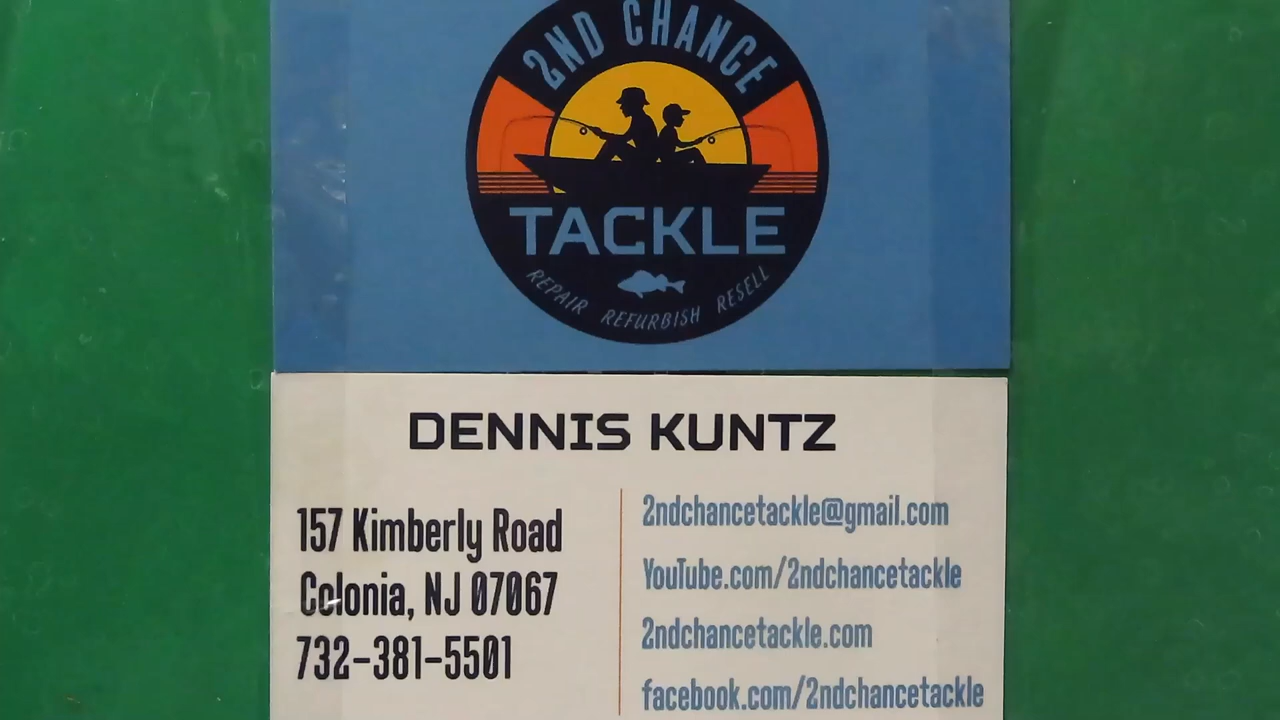 2ND CHANCE
TACKLE
REPAIR REFURBISH RESELL
DENNIS KUNTZ
157 Kimberly Road
Colonia, NJ 07067
732-381-5501
2ndchancetackle@gmail.com
YouTube.com/2ndchancetackle
2ndchancetackle.com
facebook.com/2ndchancetackle